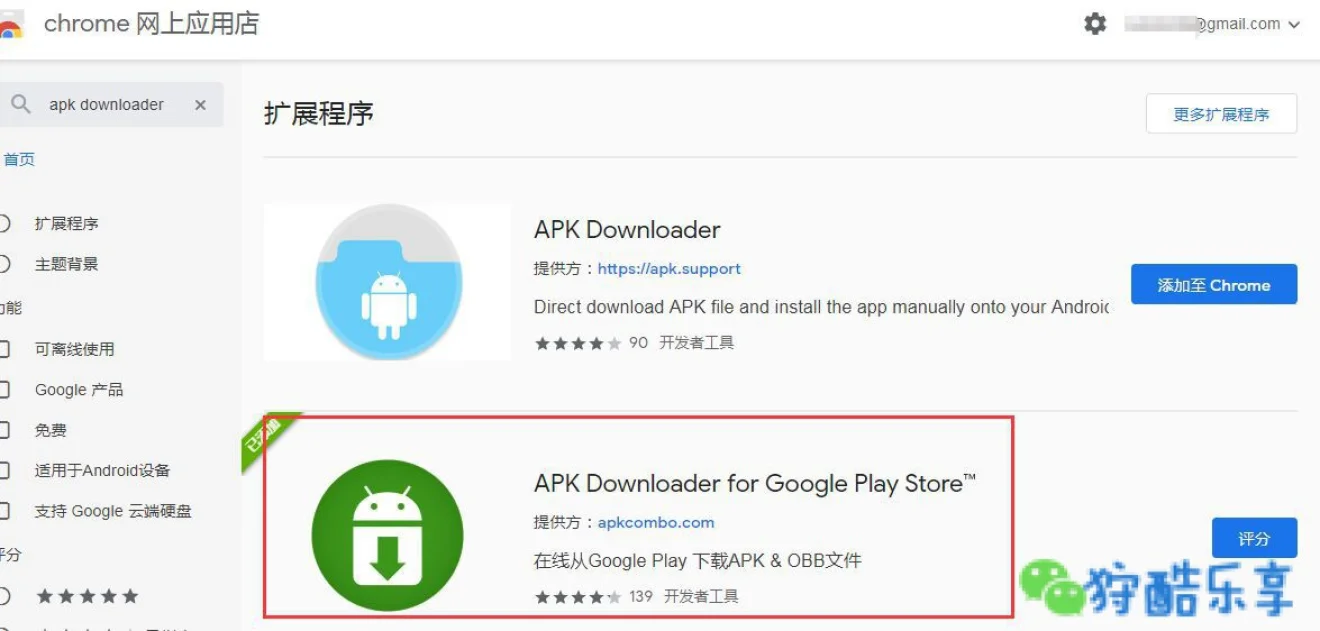 chrome 网上应用店
@gmail.com
apk downloader
首页
扩展程序
主题背景
能
可离线使用
Google 产品
免费
适用于Android设备
支持 Google 云端硬盘
评分
扩展程序
更多扩展程序
APK Downloader
提供方：https://apk.support
Direct download APK file and install the app manually onto your Android
90 开发者工具
添加至 Chrome
已添加
APK Downloader for Google Play Store™
提供方：apkcombo.com
在线从Google Play 下载APK & OBB文件
139 开发者工具
评分
狩酷乐享